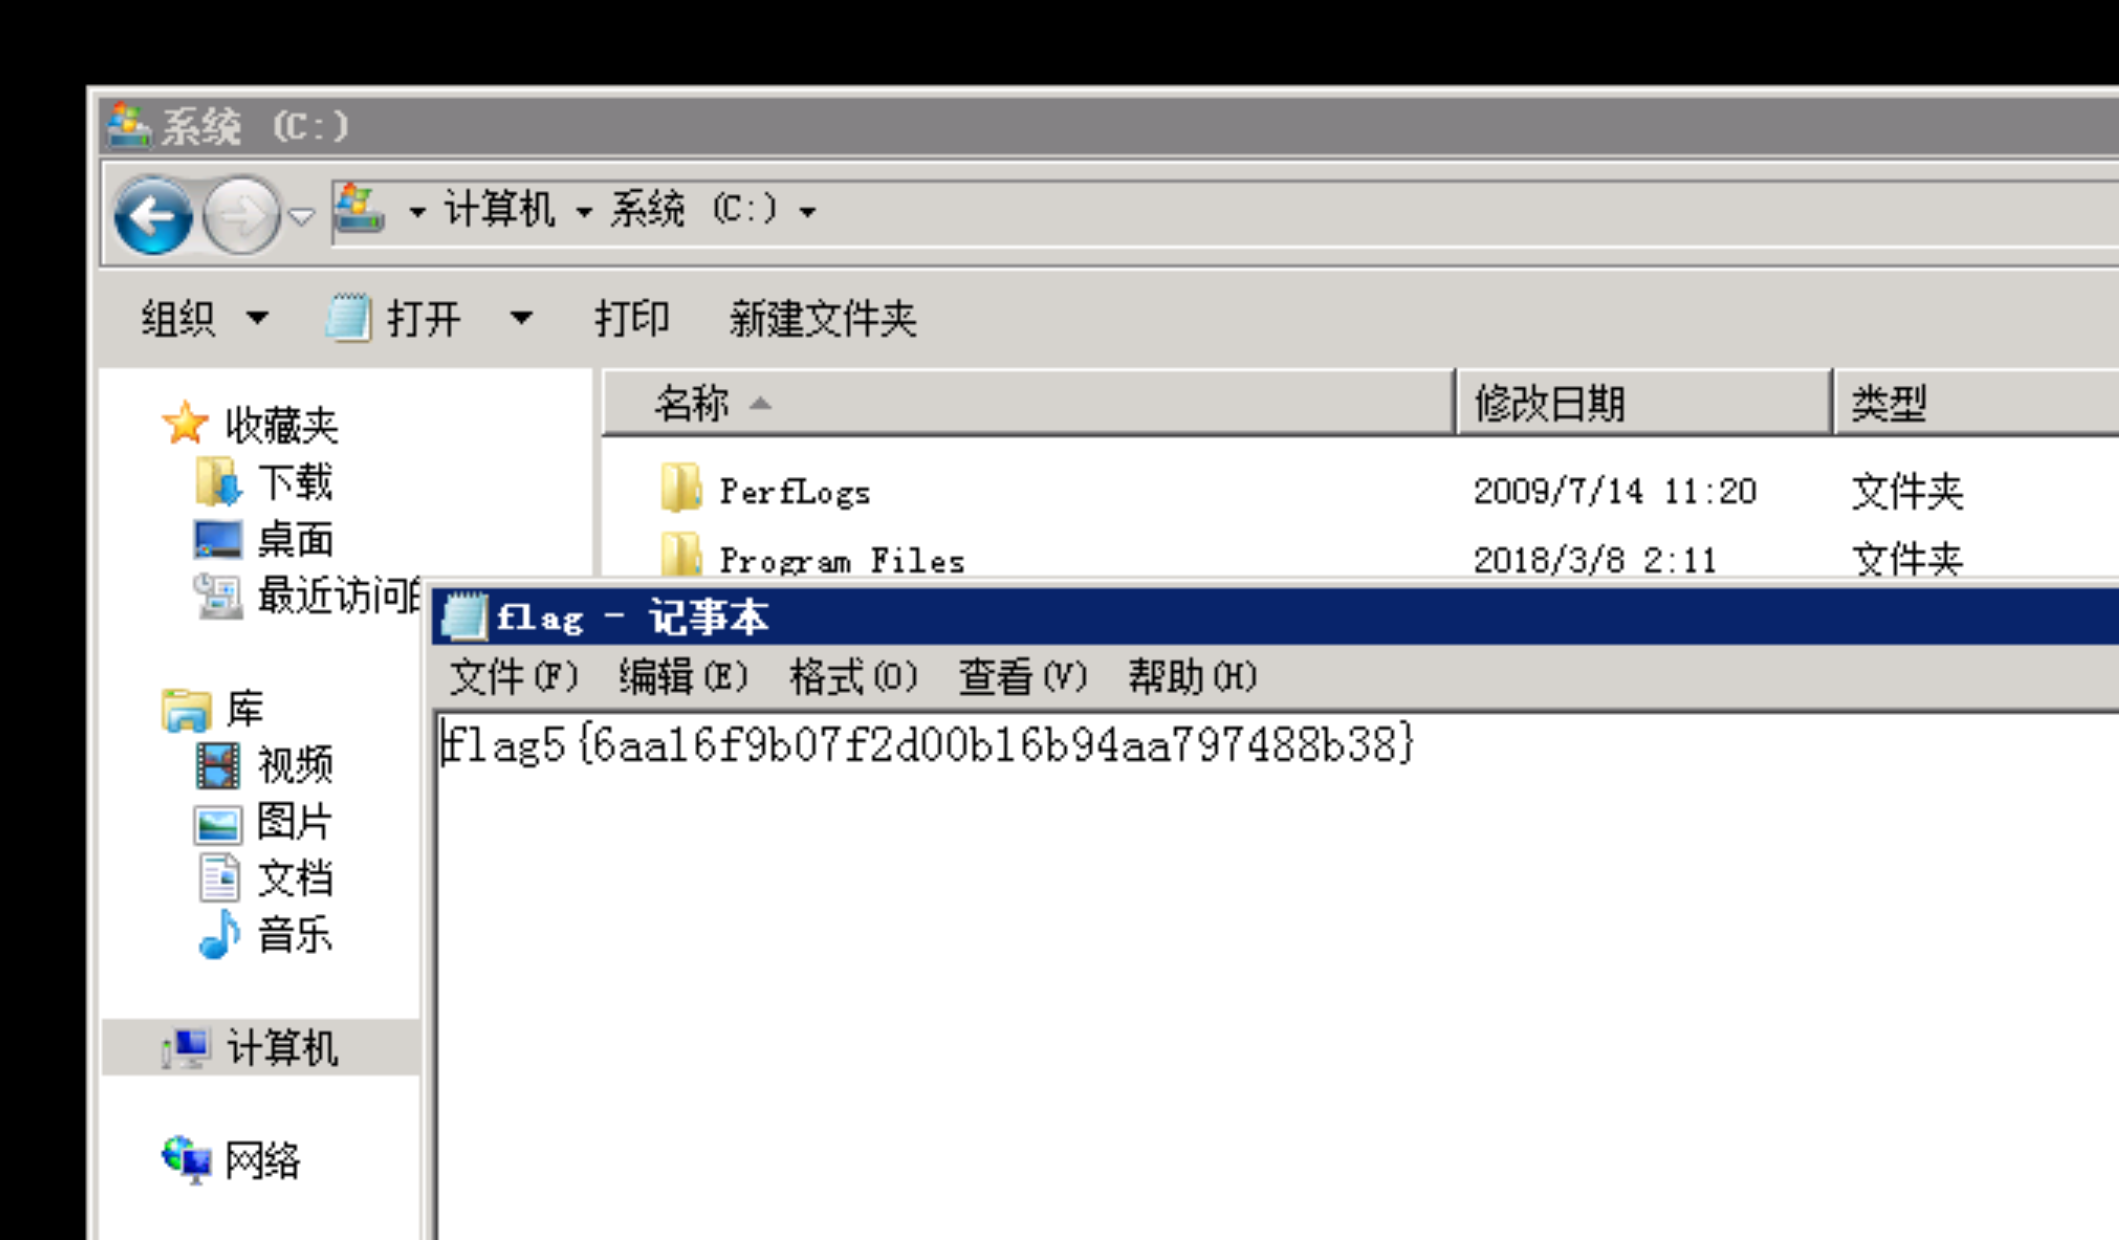 系统 (C:)
计算机 系统 (C:)
组织 打开 打印 新建文件夹
名称 修改日期 类型
收藏夹
下载
桌面
最近访问
PerfLogs 2009/7/14 11:20 文件夹
Program Files 2018/3/8 2:11 文件夹
库
视频
图片
文档
音乐
计算机
网络
flag - 记事本
文件(F) 编辑(E) 格式(O) 查看(V) 帮助(H)
flag5{6aa16f9b07f2d00b16b94aa797488b38}